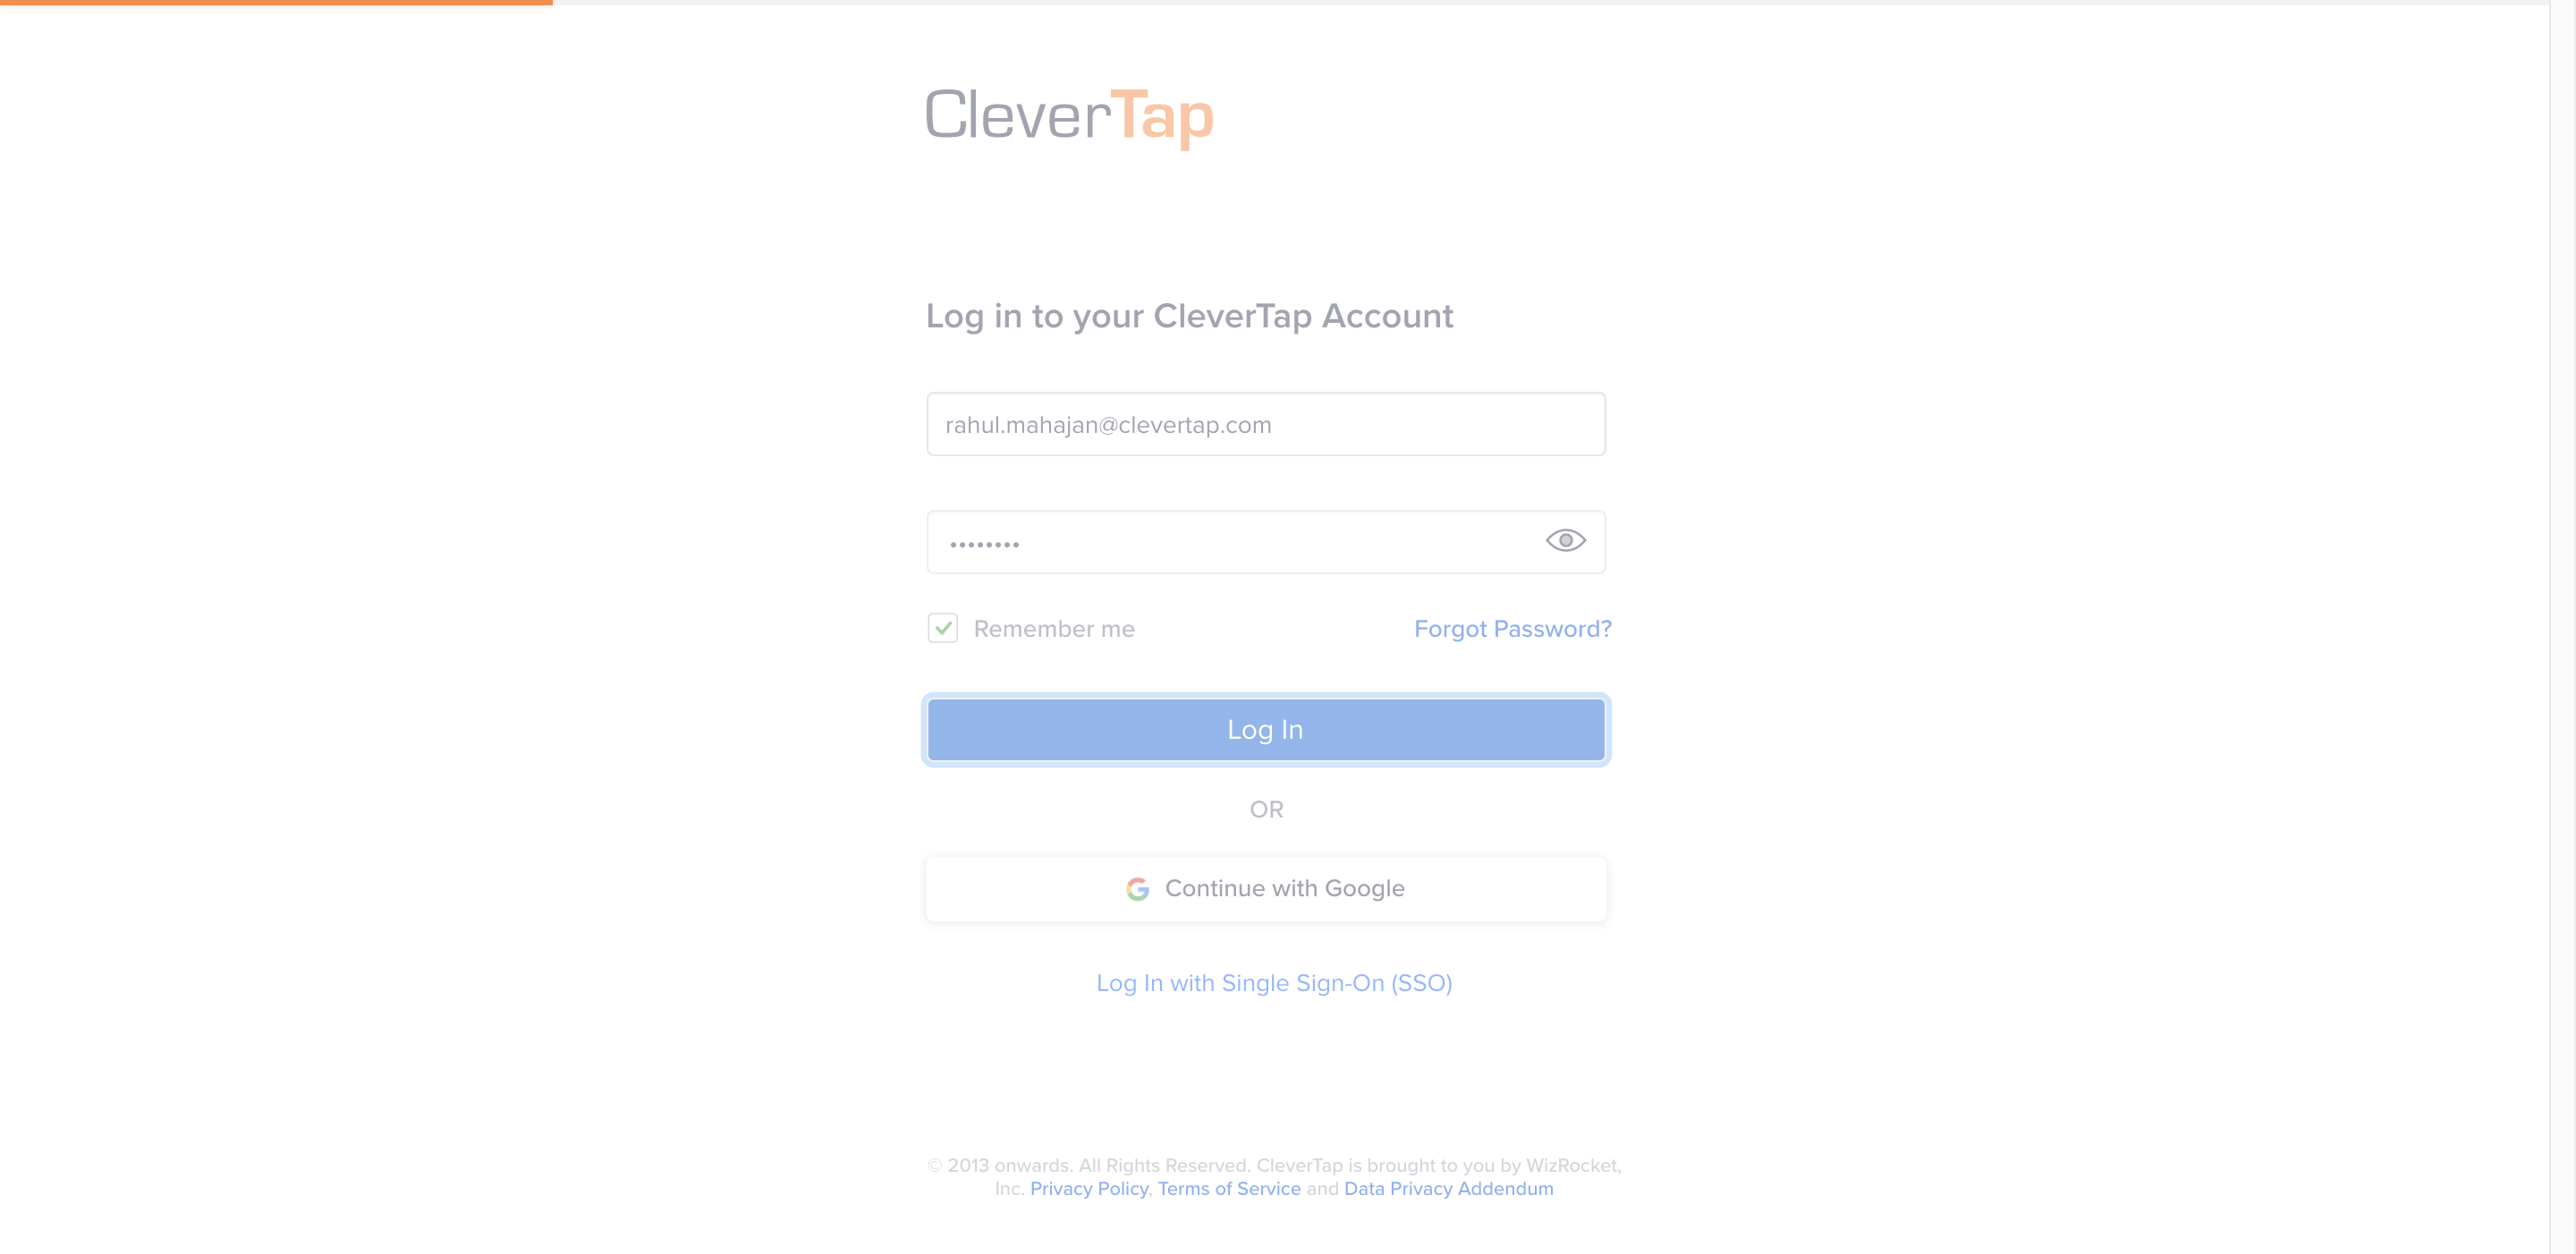 CleverTap
Log in to your CleverTap Account
rahul.mahajan@clevertap.com
••••••••
Remember me
Forgot Password?
Log In
OR
Continue with Google
Log In with Single Sign-On (SSO)
© 2013 onwards. All Rights Reserved. CleverTap is brought to you by WizRocket,
Inc. Privacy Policy, Terms of Service and Data Privacy Addendum